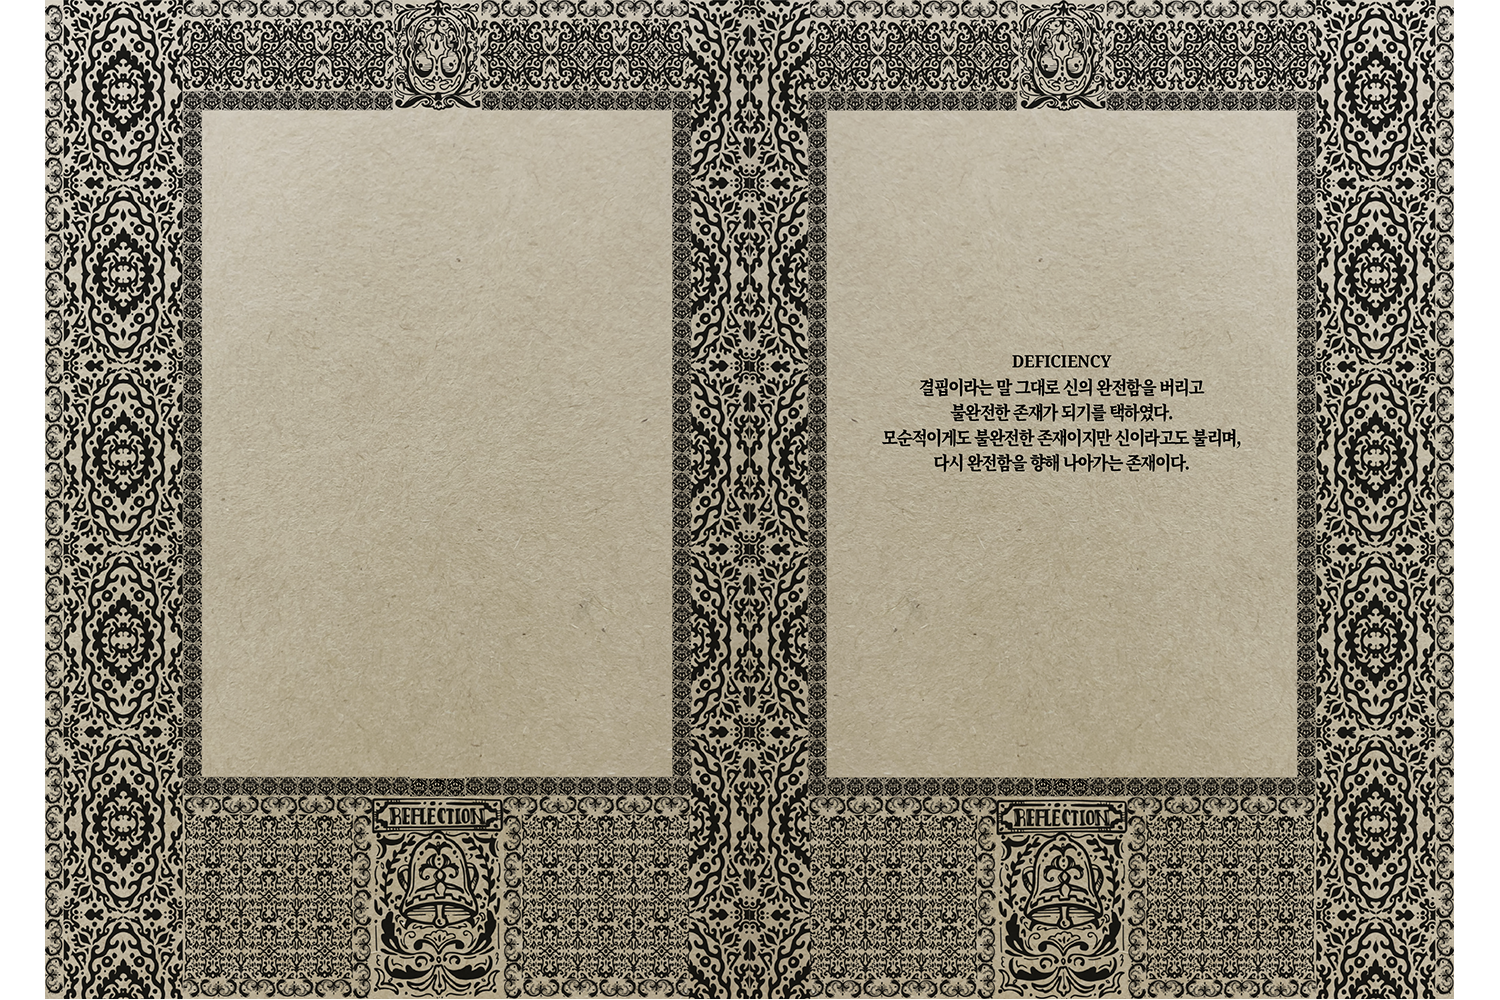 DEFICIENCY
결핍이라는 말 그대로 신의 완전함을 버리고
불완전한 존재가 되기를 택하였다.
모순적이게도 불완전한 존재이지만 신이라고도 불리며,
다시 완전함을 향해 나아가는 존재이다.
REFLECTION
REFLECTION